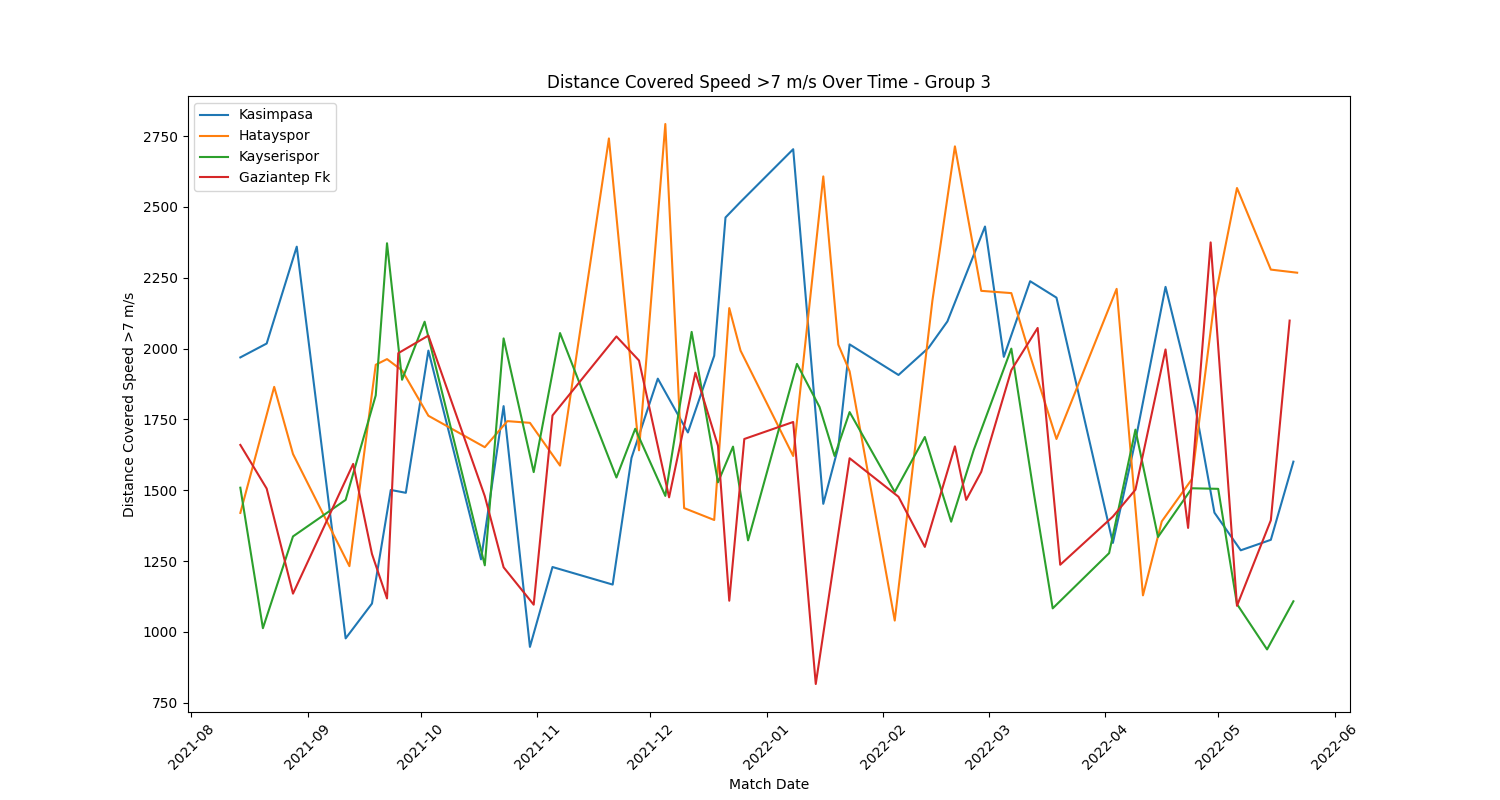 Distance Covered Speed >7 m/s Over Time - Group 3
Kasimpasa
Hatayspor
Kayserispor
Gaziantep Fk
Distance Covered Speed >7 m/s
2750
2500
2250
2000
1750
1500
1250
1000
750
2021-08
2021-09
2021-10
2021-11
2021-12
2022-01
2022-02
2022-03
2022-04
2022-05
2022-06
Match Date